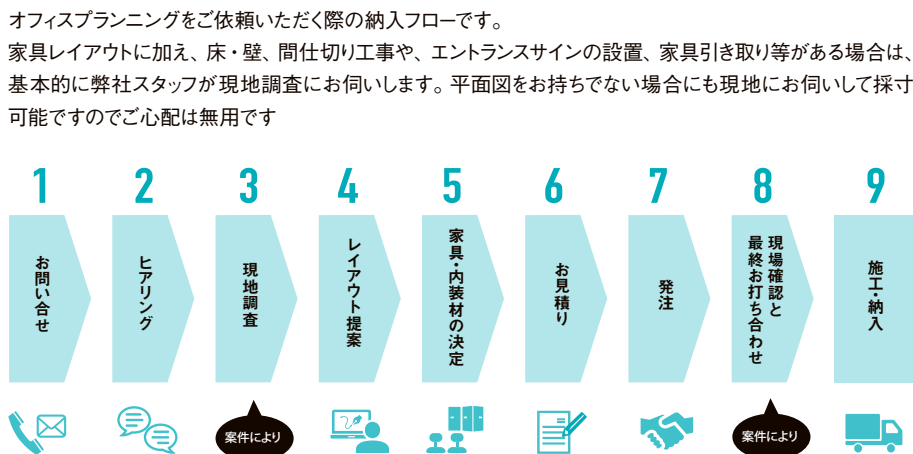 オフィスプランニングをご依頼いただく際の納入フローです。
家具レイアウトに加え、床・壁、間仕切り工事や、エントランスサインの設置、家具引き取り等がある場合は、
基本的に弊社スタッフが現地調査にお伺いします。平面図をお持ちでない場合にも現地にお伺いして採寸
可能ですのでご心配は無用です
1
お問い合せ
2
ヒアリング
3
現地調査
案件により
4
レイアウト提案
5
家具・内装材の決定
6
お見積り
7
発注
8
現場確認と
最終お打ち合わせ
案件により
9
施工・納入